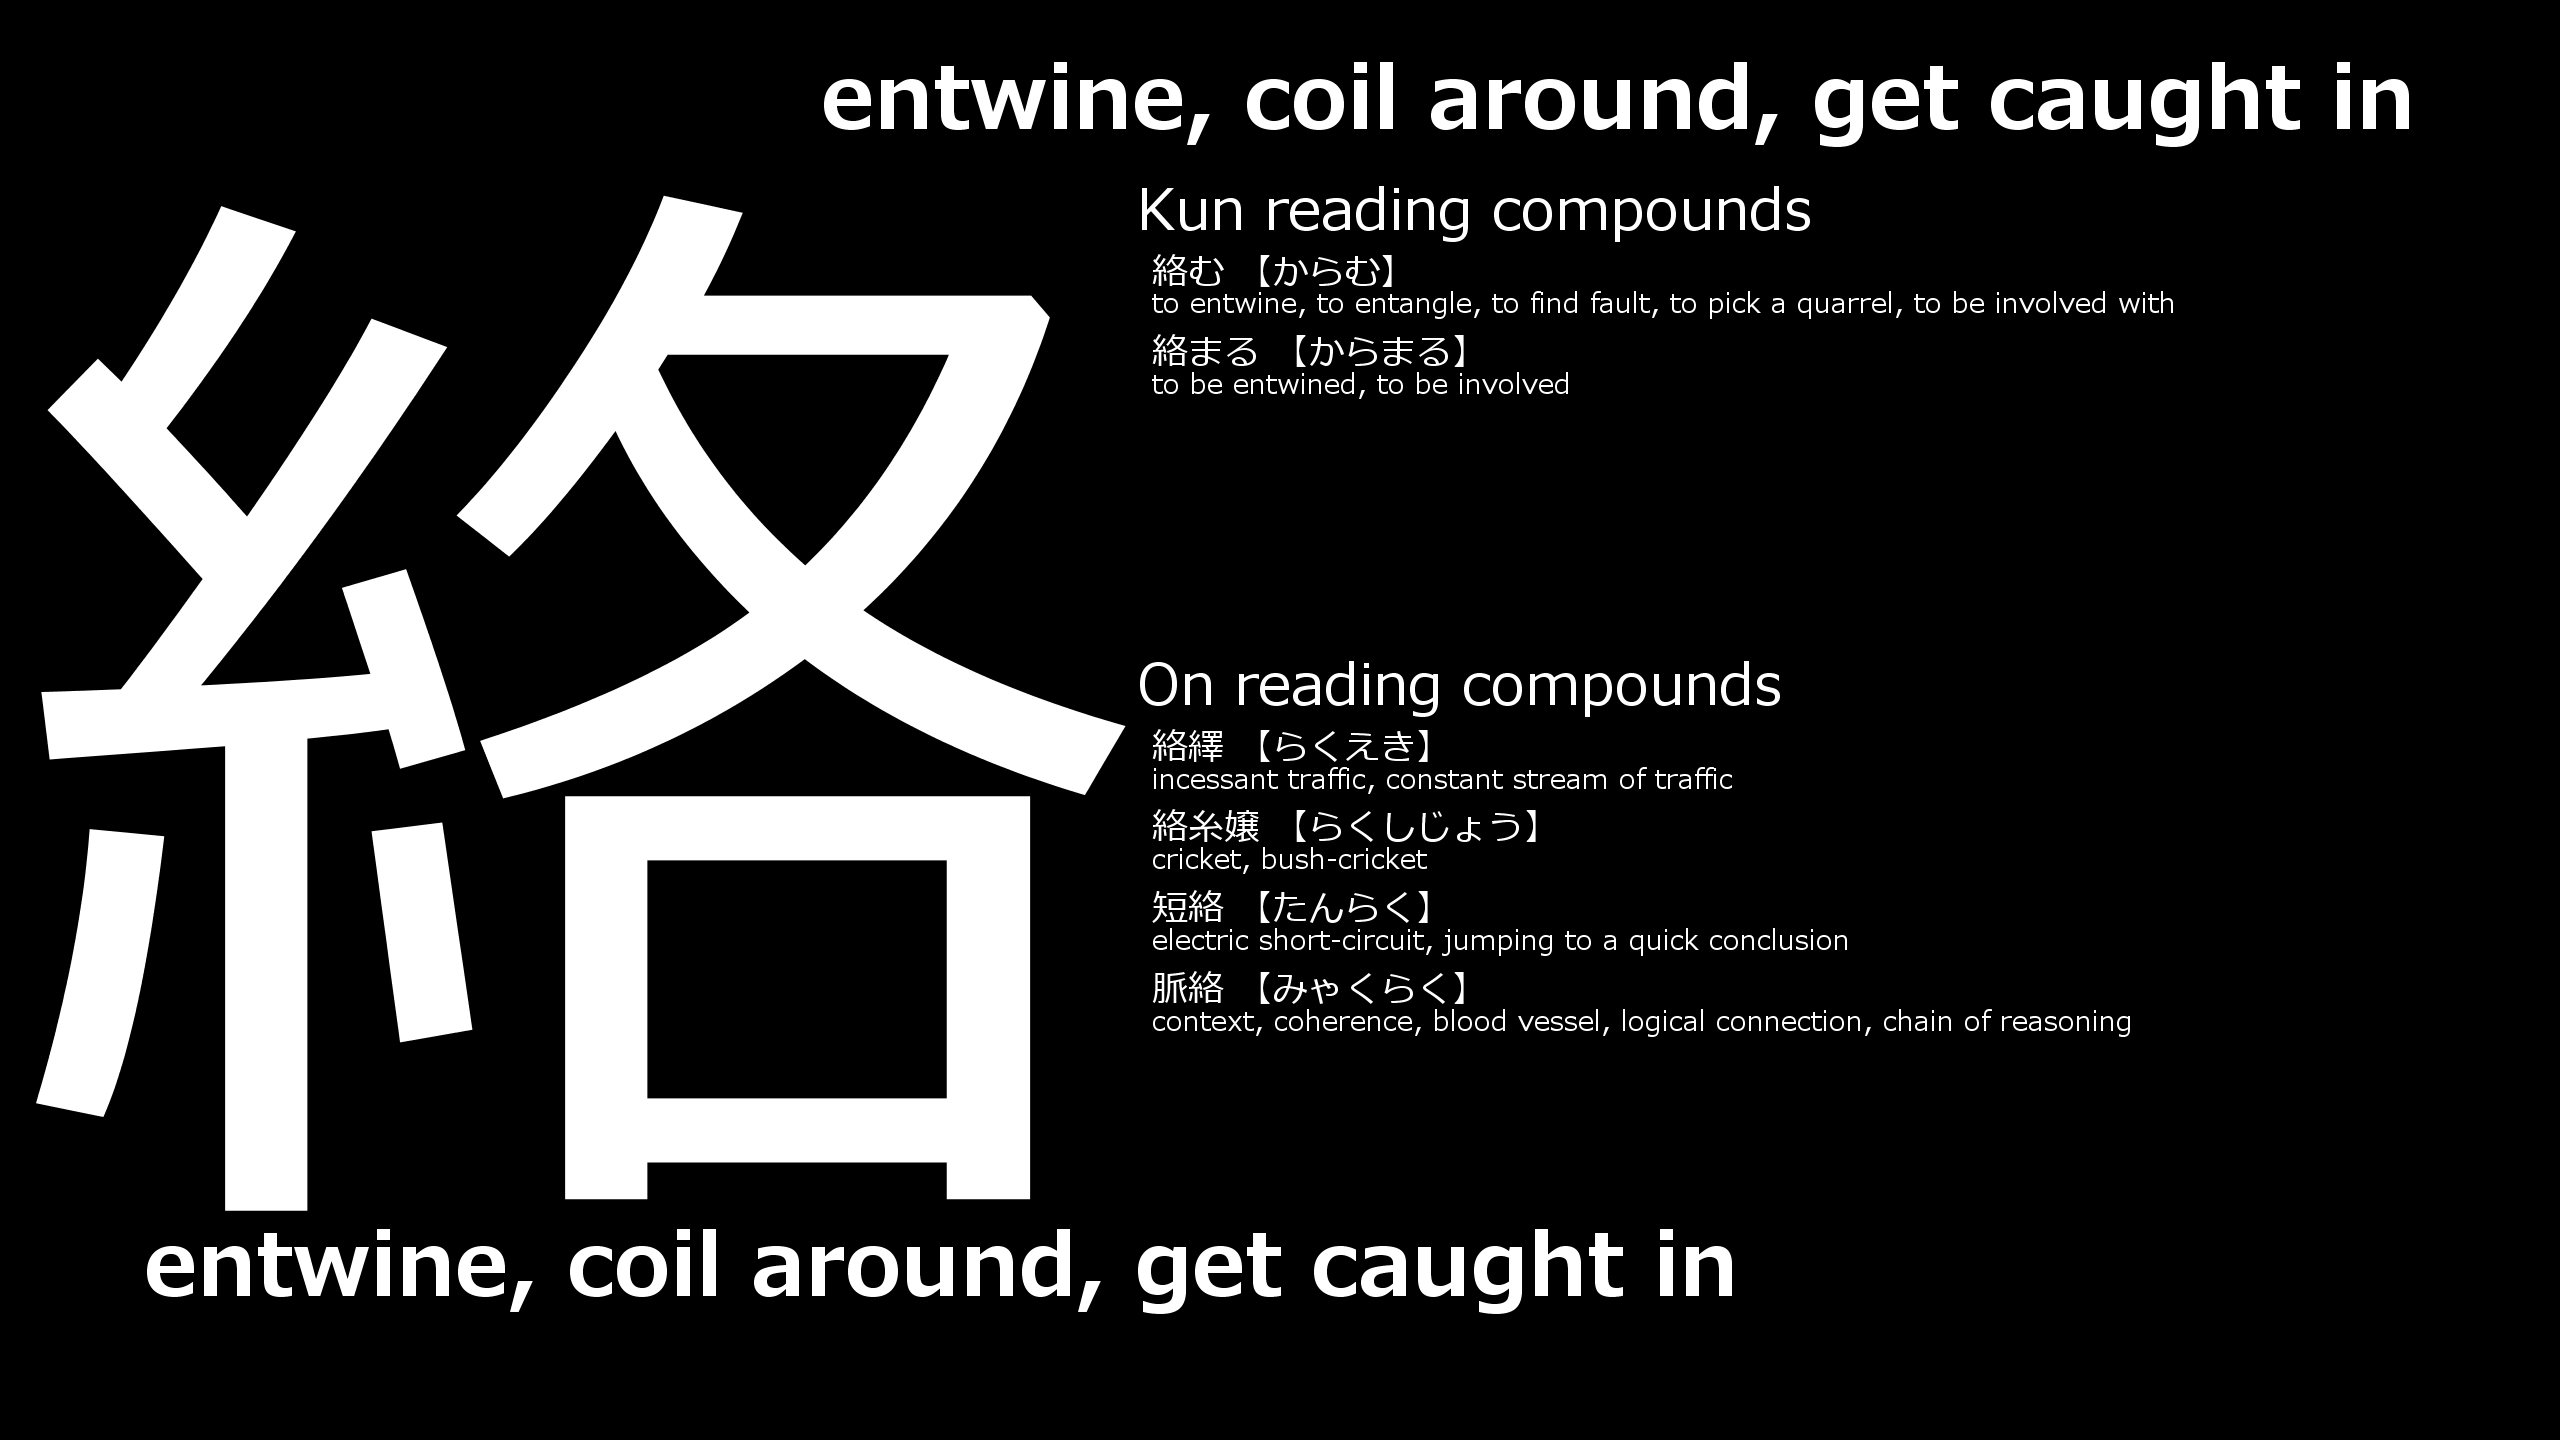 entwine, coil around, get caught in
絡
Kun reading compounds
絡む 【からむ】
to entwine, to entangle, to find fault, to pick a quarrel, to be involved with
絡まる 【からまる】
to be entwined, to be involved
On reading compounds
絡繹 【らくえき】
incessant traffic, constant stream of traffic
絡糸嬢 【らくしじょう】
cricket, bush-cricket
短絡 【たんらく】
electric short-circuit, jumping to a quick conclusion
脈絡 【みゃくらく】
context, coherence, blood vessel, logical connection, chain of reasoning
entwine, coil around, get caught in